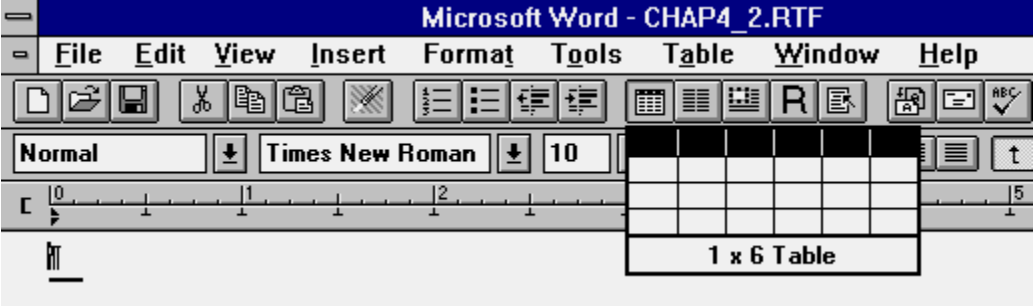 Microsoft Word - CHAP4_2.RTF
File Edit View Insert Format Tools Table Window Help
R ABC
Normal Times New Roman 10
0 1 2 5
1 x 6 Table
¶